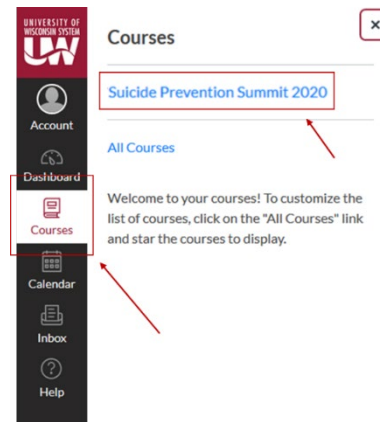 UNIVERSITY OF
WISCONSIN SYSTEM
UW
Account
Dashboard
Courses
Calendar
Inbox
Help
Courses
×
Suicide Prevention Summit 2020
All Courses
Welcome to your courses! To customize the
list of courses, click on the "All Courses" link
and star the courses to display.